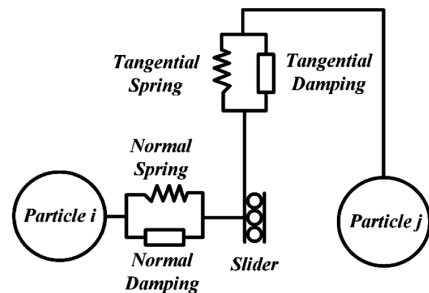 Tangential
Spring
Tangential
Damping
Normal
Spring
Particle i
Particle j
Normal
Damping
Slider